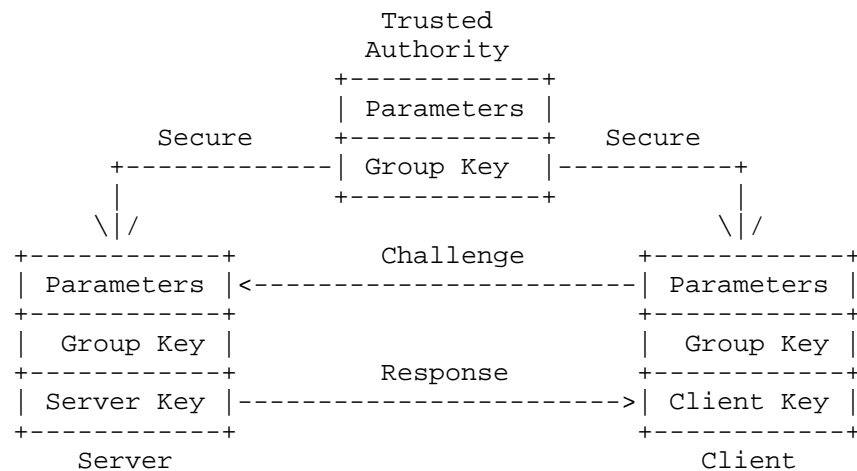 Trusted
Authority
+------------+
| Parameters |
Secure +------------+ Secure
+-------------| Group Key |-----------+
| +------------+ |
\|/ \|/
+------------+ Challenge +------------+
| Parameters |<------------------------| Parameters |
+------------+ +------------+
| Group Key | | Group Key |
+------------+ Response +------------+
| Server Key |------------------------>| Client Key |
+------------+ +------------+
Server Client